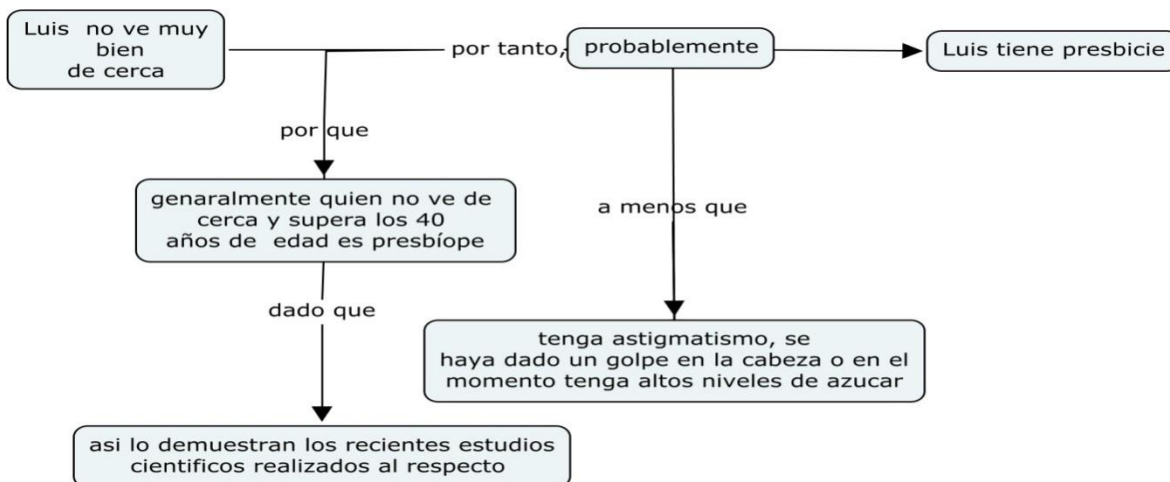 Luis no ve muy
bien
de cerca
por tanto,
probablemente
Luis tiene presbicie
por que
genaralmente quien no ve de
cerca y supera los 40
años de edad es presbíope
a menos que
dado que
tenga astigmatismo, se
haya dado un golpe en la cabeza o en el
momento tenga altos niveles de azucar
asi lo demuestran los recientes estudios
cientificos realizados al respecto